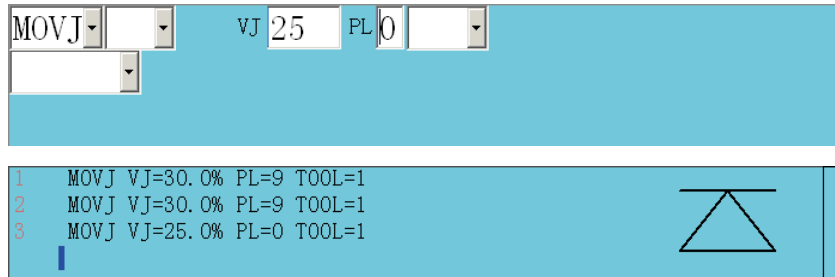 MOVJ VJ 25 PL 0
1 MOVJ VJ=30.0% PL=9 TOOL=1
2 MOVJ VJ=30.0% PL=9 TOOL=1
3 MOVJ VJ=25.0% PL=0 TOOL=1